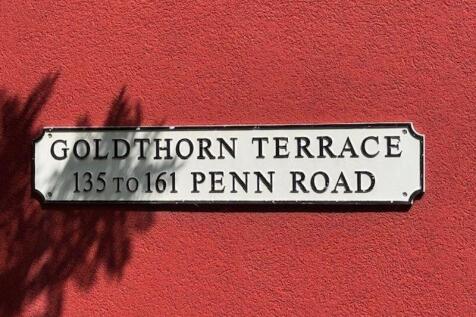 GOLDTHORN TERRACE
135 TO 161 PENN ROAD